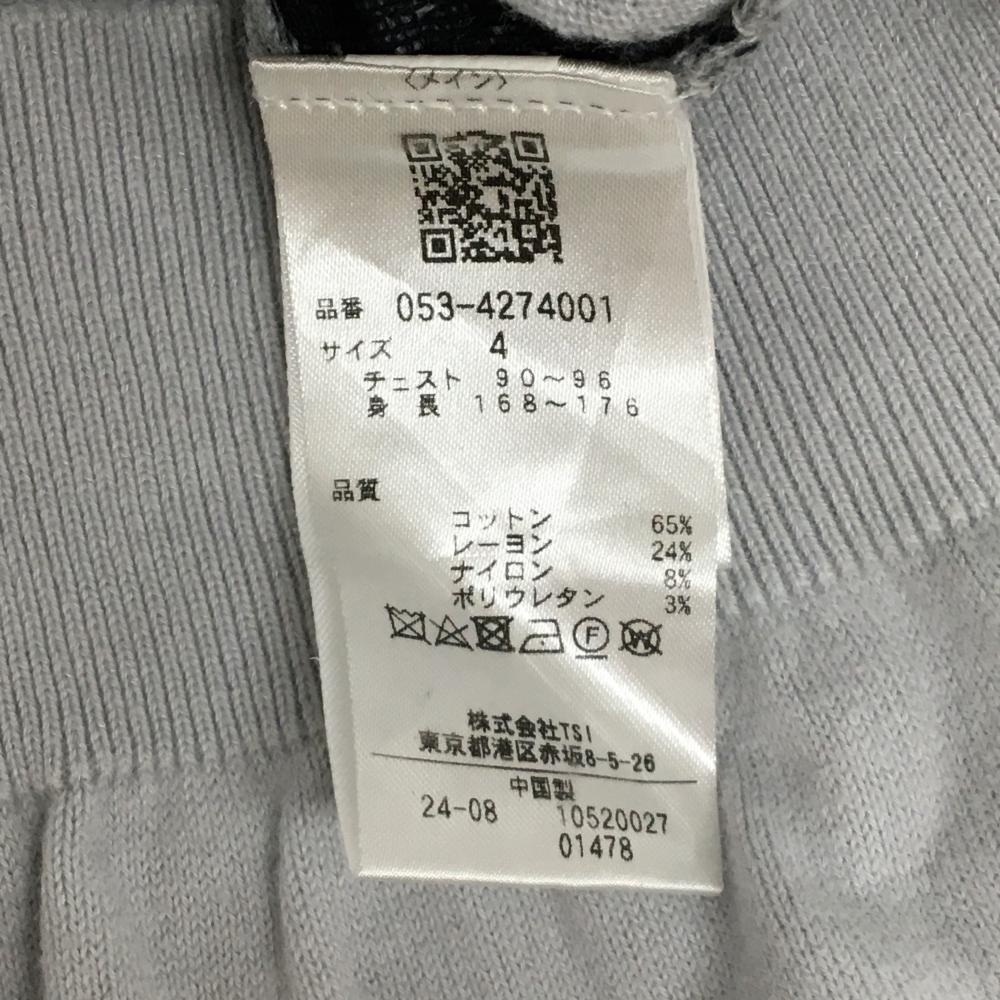 〈メイン〉
品番 053-4274001
サイズ 4
チェスト 90～96
身長 168～176
品質
コットン 65%
レーヨン 24%
ナイロン 8%
ポリウレタン 3%
F W
株式会社TSI
東京都港区赤坂8-5-26
中国製
24-08 10520027
01478